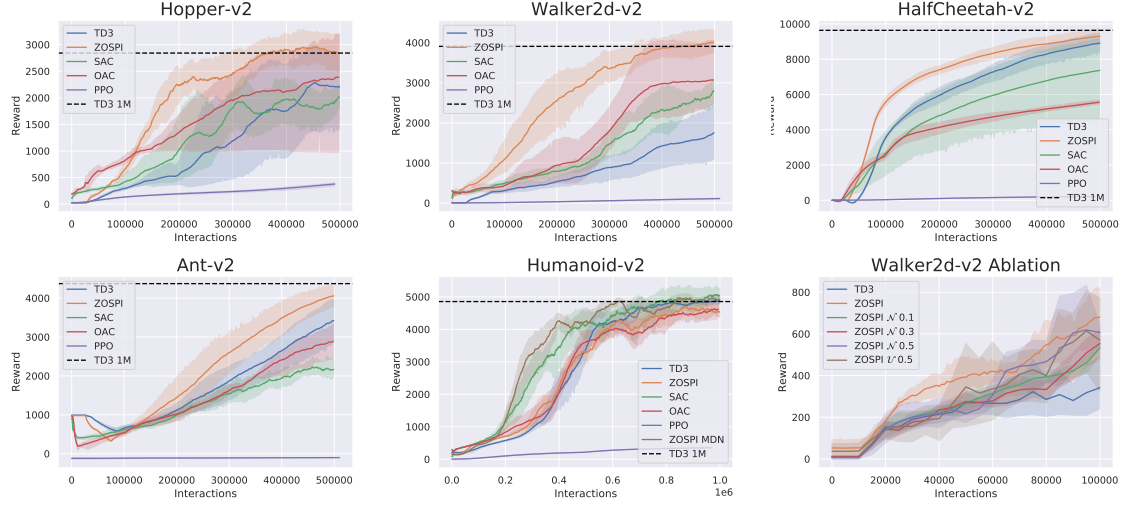 Hopper-v2
3000
2500
2000
1500
1000
500
0
Reward
TD3
ZOSPI
SAC
OAC
PPO
TD3 1M
0 100000 200000 300000 400000 500000
Interactions
Walker2d-v2
4000
3000
2000
1000
0
Reward
TD3
ZOSPI
SAC
OAC
PPO
TD3 1M
0 100000 200000 300000 400000 500000
Interactions
HalfCheetah-v2
10000
8000
6000
4000
2000
0
Reward
TD3
ZOSPI
SAC
OAC
PPO
TD3 1M
0 100000 200000 300000 400000 500000
Interactions
Ant-v2
4000
3000
2000
1000
0
Reward
TD3
ZOSPI
SAC
OAC
PPO
TD3 1M
0 100000 200000 300000 400000 500000
Interactions
Humanoid-v2
5000
4000
3000
2000
1000
0
Reward
TD3
ZOSPI
SAC
OAC
PPO
ZOSPI MDN
TD3 1M
0.0 0.2 0.4 0.6 0.8 1.0
1e6
Interactions
Walker2d-v2 Ablation
800
600
400
200
0
Reward
TD3
ZOSPI
ZOSPI 𝒩 0.1
ZOSPI 𝒩 0.3
ZOSPI 𝒩 0.5
ZOSPI 𝒰 0.5
0 20000 40000 60000 80000 100000
Interactions